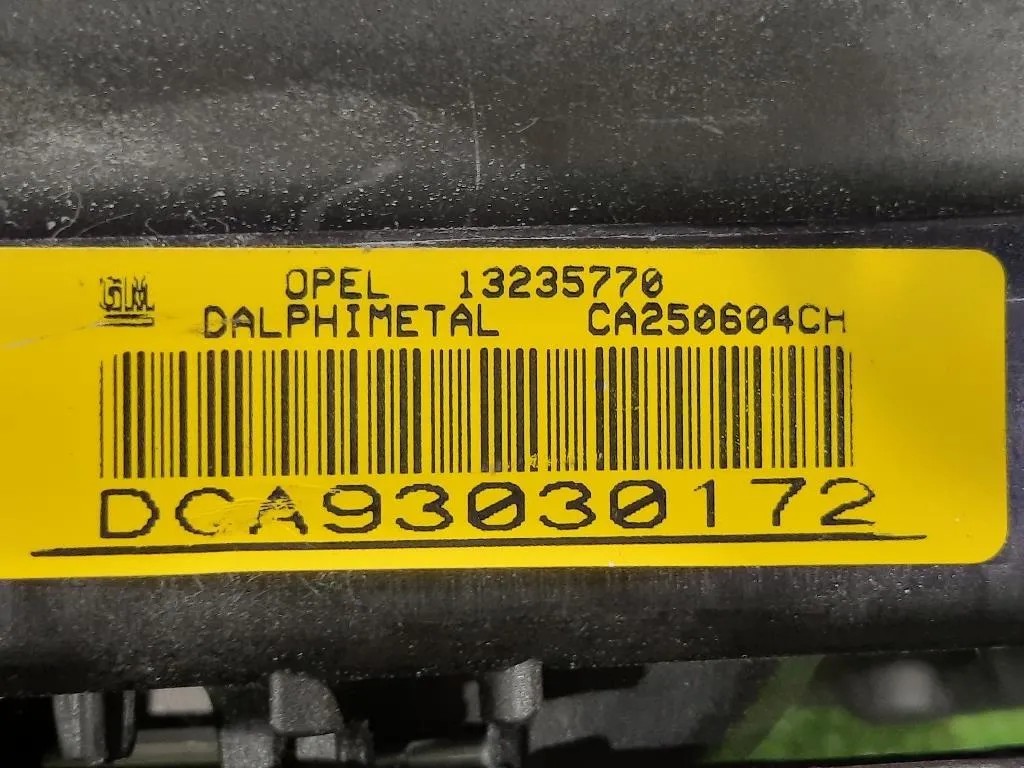 GM OPEL 13235770
DALPHIMETAL CA250604CH
DCA93030172